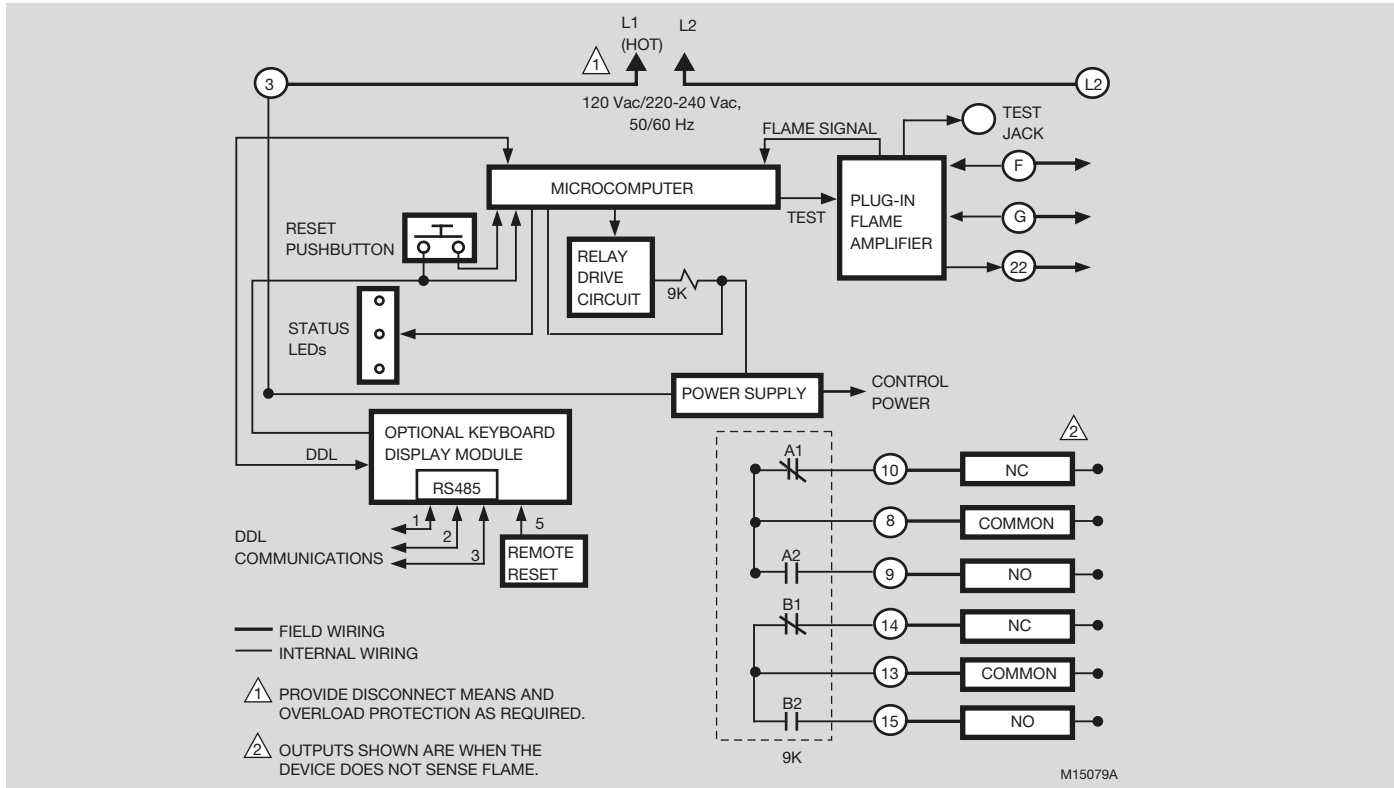 L1
(HOT)
L2
1
3
L2
120 Vac/220-240 Vac,
50/60 Hz
FLAME SIGNAL
TEST
JACK
MICROCOMPUTER
TEST
PLUG-IN
FLAME
AMPLIFIER
F
G
22
RESET
PUSHBUTTON
RELAY
DRIVE
CIRCUIT
9K
STATUS
LEDs
POWER SUPPLY
CONTROL
POWER
OPTIONAL KEYBOARD
DISPLAY MODULE
DDL
RS485
1
2
3
5
DDL
COMMUNICATIONS
REMOTE
RESET
2
A1
10
NC
8
COMMON
A2
9
NO
B1
14
NC
13
COMMON
B2
15
NO
9K
FIELD WIRING
INTERNAL WIRING
1 PROVIDE DISCONNECT MEANS AND
OVERLOAD PROTECTION AS REQUIRED.
2 OUTPUTS SHOWN ARE WHEN THE
DEVICE DOES NOT SENSE FLAME.
M15079A